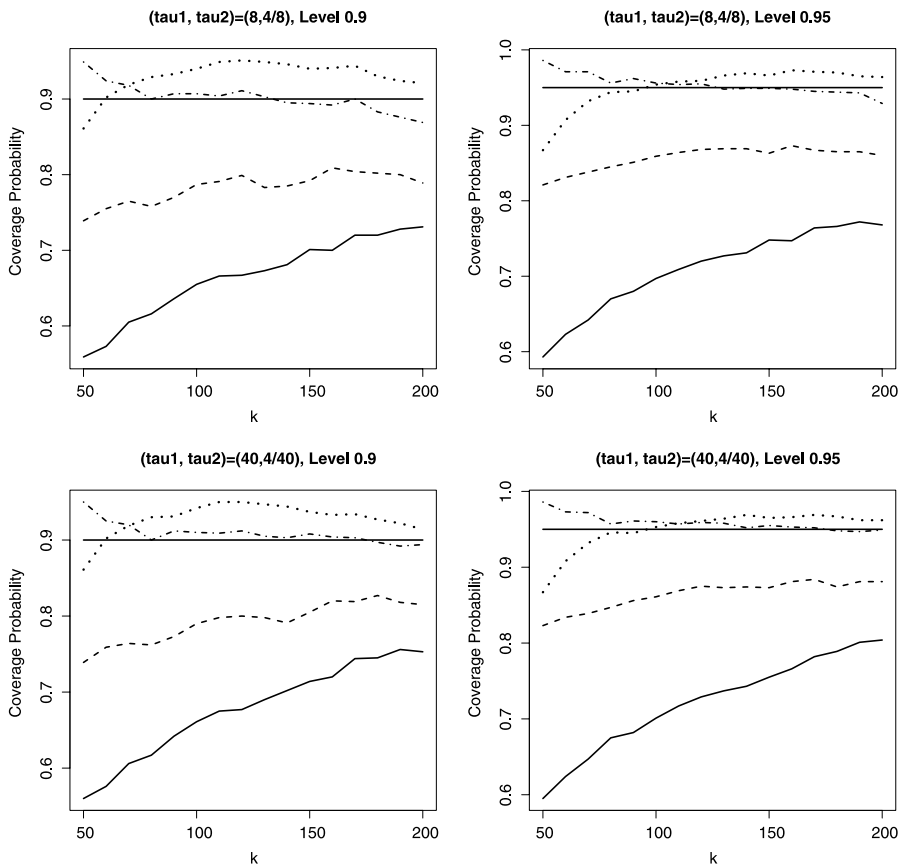 (tau1, tau2)=(8,4/8), Level 0.9
Coverage Probability
0.9
0.8
0.7
0.6
50 100 150 200
k
(tau1, tau2)=(8,4/8), Level 0.95
Coverage Probability
1.0
0.9
0.8
0.7
0.6
50 100 150 200
k
(tau1, tau2)=(40,4/40), Level 0.9
Coverage Probability
0.9
0.8
0.7
0.6
50 100 150 200
k
(tau1, tau2)=(40,4/40), Level 0.95
Coverage Probability
1.0
0.9
0.8
0.7
0.6
50 100 150 200
k